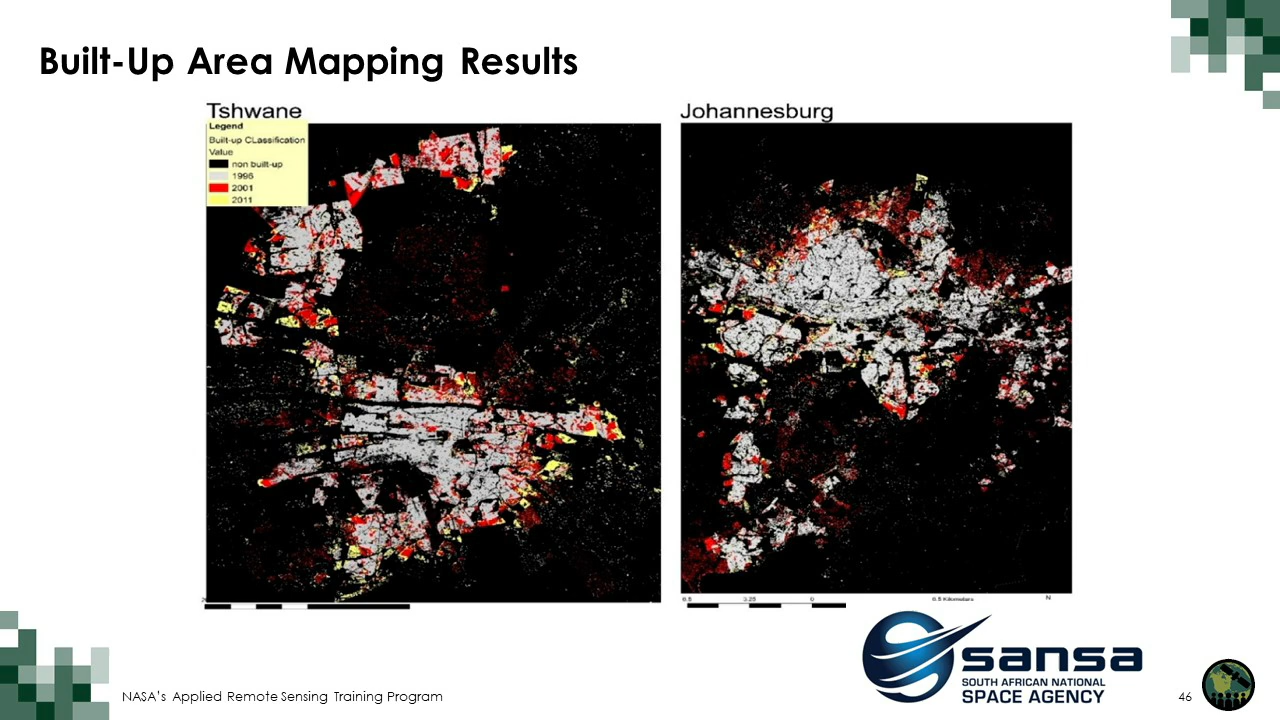 Built-Up Area Mapping Results
Tshwane
Legend
Built-up CLassification
Value
non built-up
1996
2001
2011
Johannesburg
6.5 3.25 0 6.5 Kilometers N
sansa
SOUTH AFRICAN NATIONAL
SPACE AGENCY
NASA's Applied Remote Sensing Training Program
46